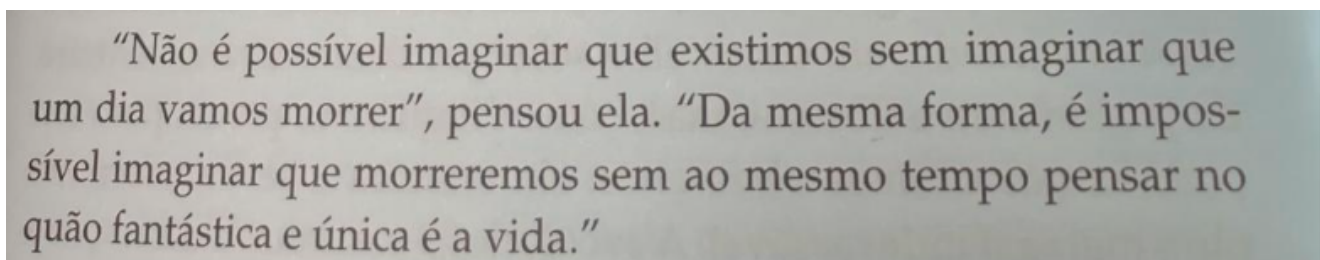 “Não é possível imaginar que existimos sem imaginar que
um dia vamos morrer”, pensou ela. “Da mesma forma, é impos-
sível imaginar que morreremos sem ao mesmo tempo pensar no
quão fantástica e única é a vida.”